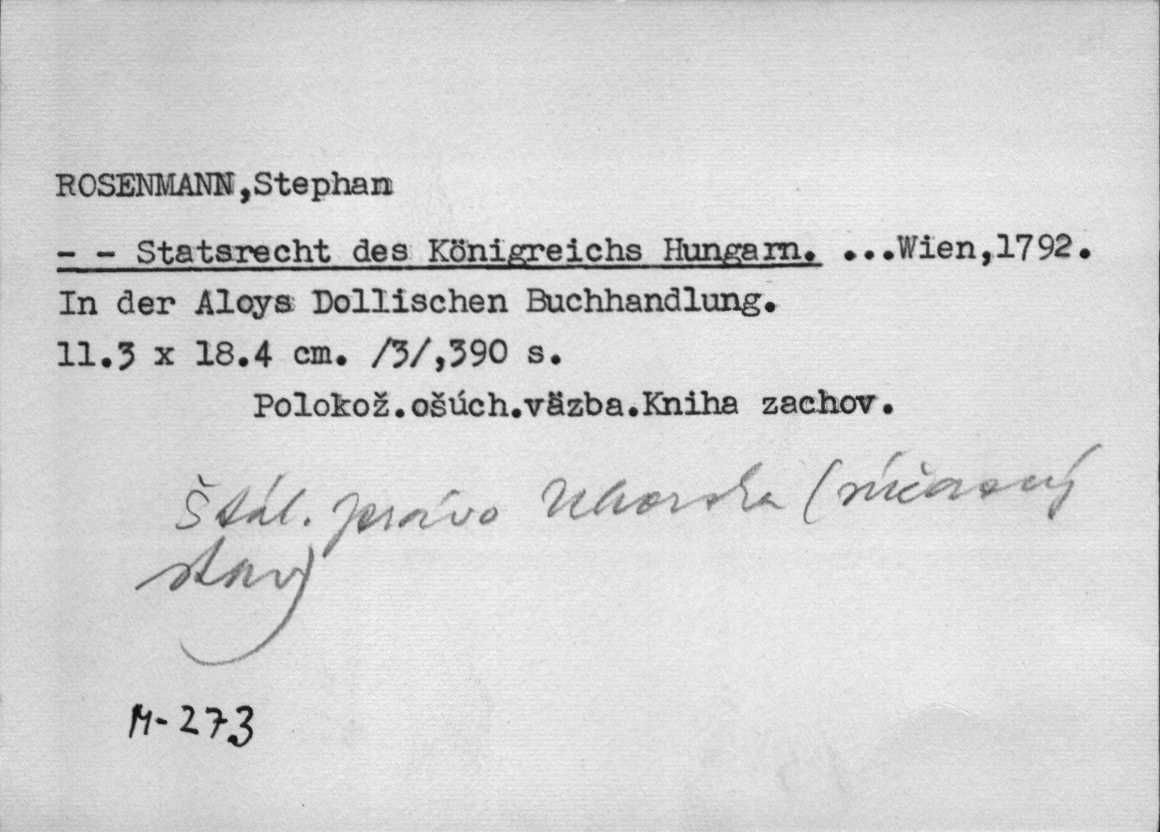 ROSENMANN,Stephan
- - Statsrecht des Königreichs Hungarn. ...Wien,1792.
In der Aloys Dollischen Buchhandlung.
11.3 x 18.4 cm. /3/,390 s.
Polokož.ošúch.väzba.Kniha zachov.
Štát. právo Uhorska (súčasný
stav)
M-273